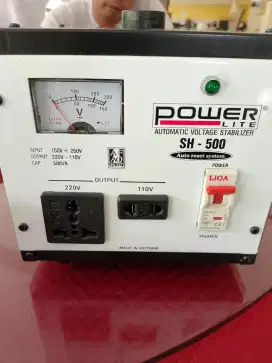 POWER
LITE
AUTOMATIC VOLTAGE STABILIZER
SH - 500
Auto reset system
V
INPUT 150V ~ 250V
OUTPUT 220V - 110V
CAP. 500VA
POWER
LiOA
OUTPUT
220V
110V
BREAKER
MADE IN VIETNAM